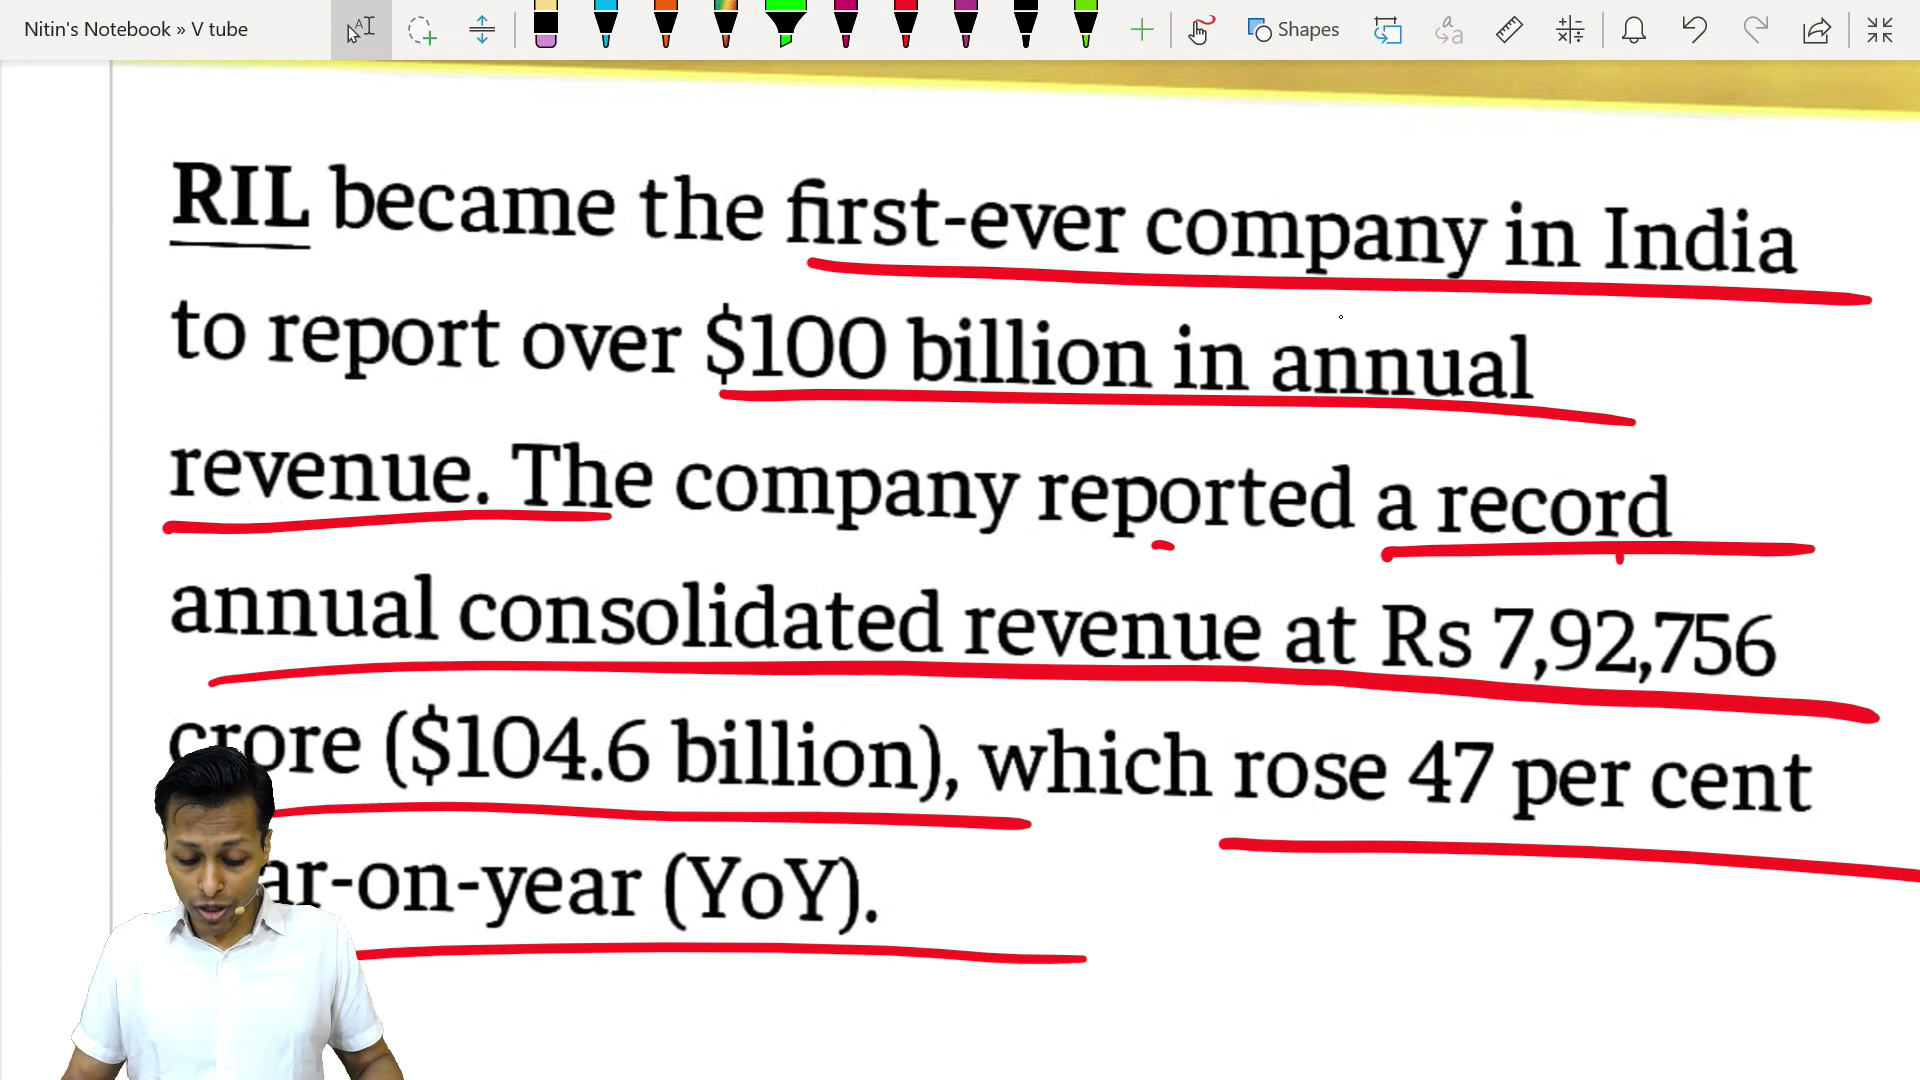 Nitin's Notebook » V tube
Shapes
RIL became the first-ever company in India
to report over $100 billion in annual
revenue. The company reported a record
annual consolidated revenue at Rs 7,92,756
crore ($104.6 billion), which rose 47 per cent
ar-on-year (YoY).